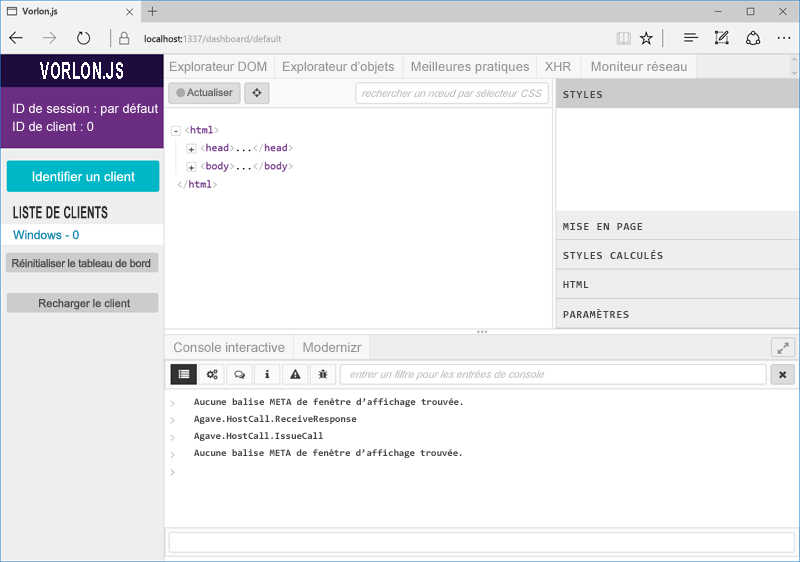 Vorlon.js
localhost:1337/dashboard/default
VORLON.JS
ID de session : par défaut
ID de client : 0
Identifier un client
LISTE DE CLIENTS
Windows - 0
Réinitialiser le tableau de bord
Recharger le client
Explorateur DOM Explorateur d'objets Meilleures pratiques XHR Moniteur réseau
Actualiser
rechercher un nœud par sélecteur CSS
<html>
<head>...</head>
<body>...</body>
</html>
STYLES
MISE EN PAGE
STYLES CALCULÉS
HTML
PARAMÈTRES
Console interactive Modernizr
entrer un filtre pour les entrées de console
> Aucune balise META de fenêtre d’affichage trouvée.
> Agave.HostCall.ReceiveResponse
> Agave.HostCall.IssueCall
> Aucune balise META de fenêtre d’affichage trouvée.
>